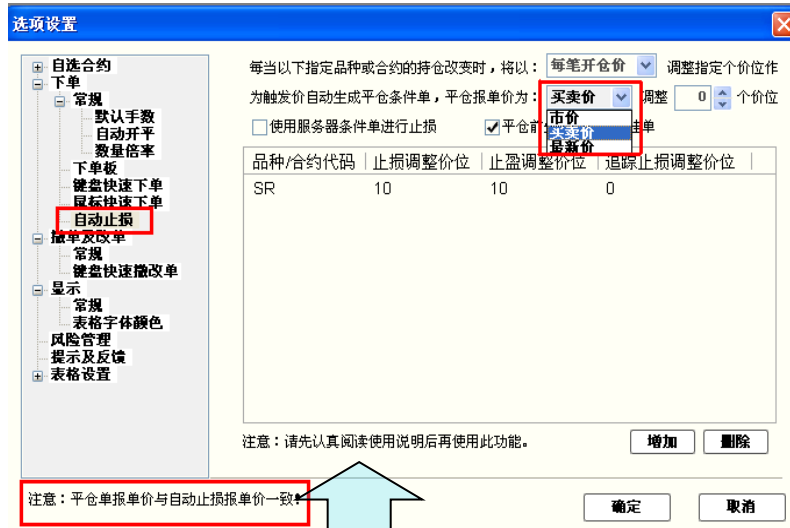 选项设置
自选合约
下单
常规
默认手数
自动开平
数量倍率
下单板
键盘快速下单
鼠标快速下单
自动止损
撤单及改单
常规
键盘快速撤改单
显示
常规
表格字体颜色
风险管理
提示及反馈
表格设置
每当以下指定品种或合约的持仓改变时，将以： 每笔开仓价 调整指定个价位作
为触发价自动生成平仓条件单，平仓报单价为： 买卖价 调整 0 个价位
市价
买卖价
最新价
使用服务器条件单进行止损 平仓前 挂单
品种/合约代码 止损调整价位 止盈调整价位 追踪止损调整价位
SR 10 10 0
注意：请先认真阅读使用说明后再使用此功能。 增加 删除
注意：平仓单报单价与自动止损报单价一致!
确定 取消